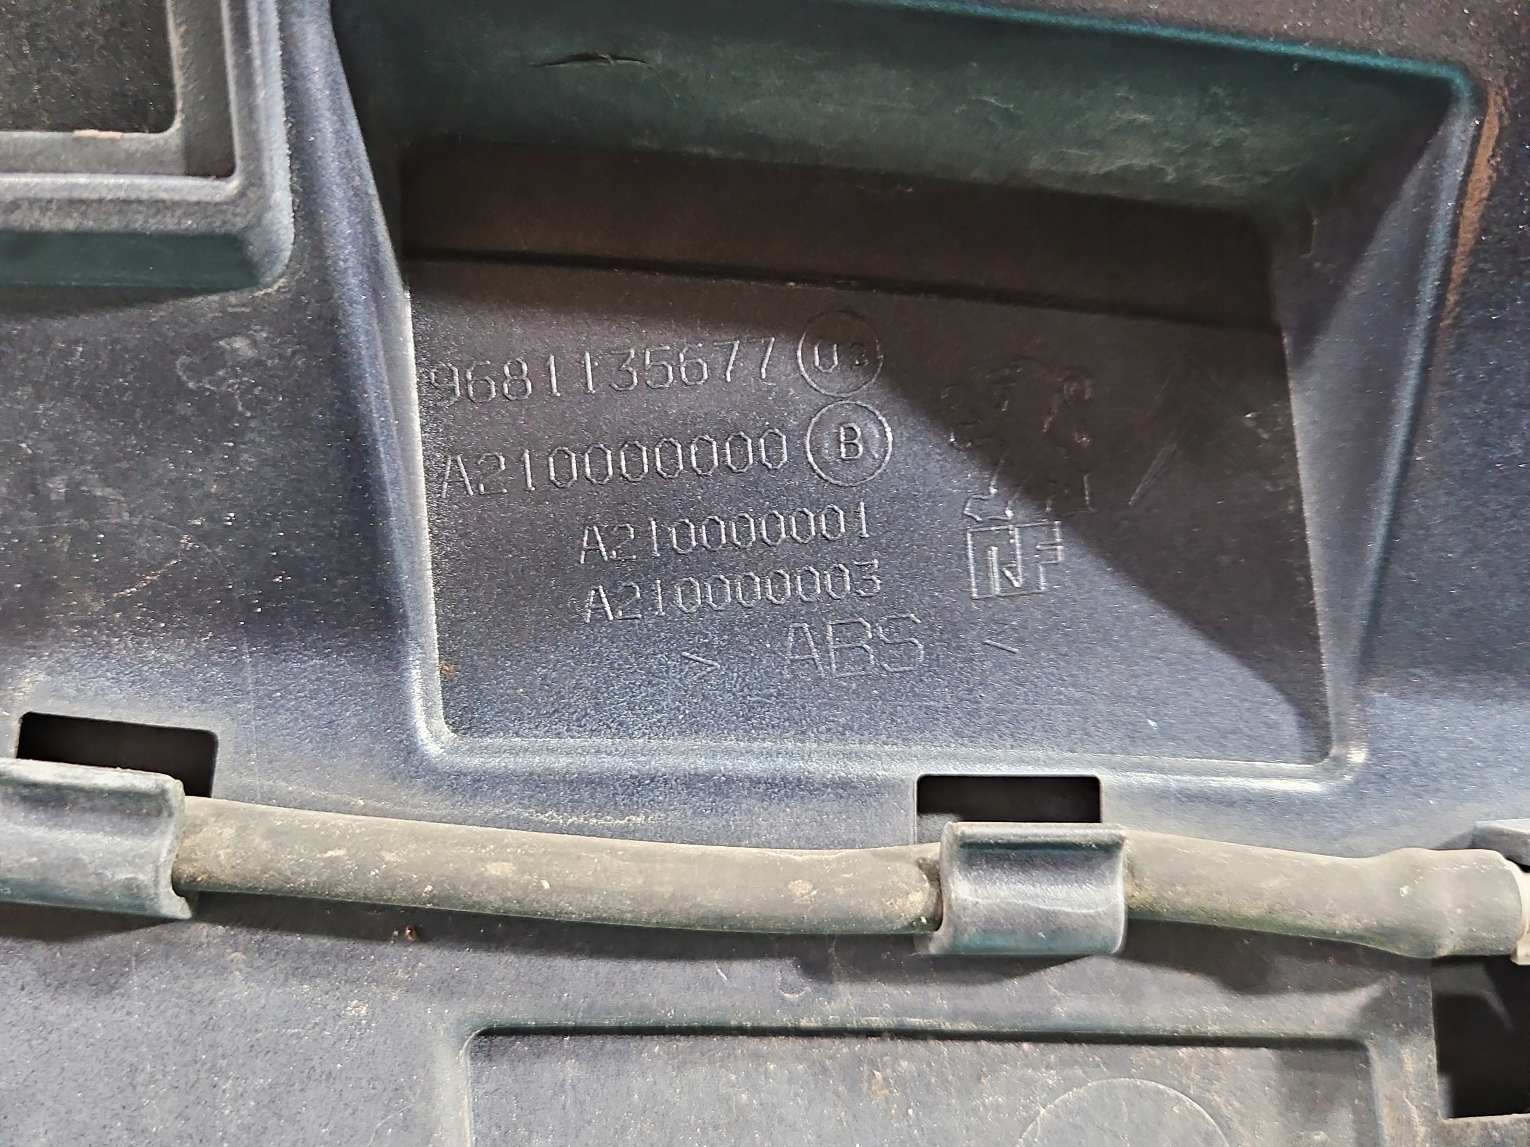 9681135677 03
A210000000 B
A210000001
A210000003
> ABS <